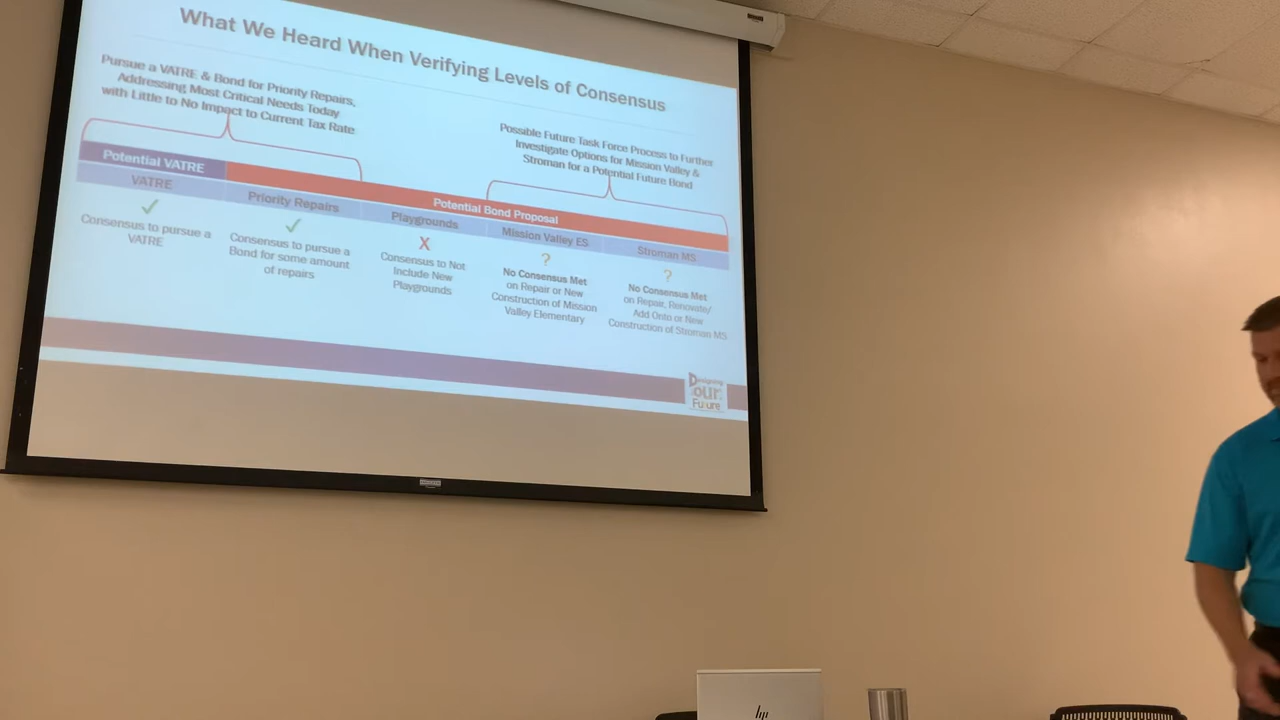 What We Heard When Verifying Levels of Consensus
Pursue a VATRE & Bond for Priority Repairs,
Addressing Most Critical Needs Today
with Little to No Impact to Current Tax Rate
Possible Future Task Force Process to Further
Investigate Options for Mission Valley &
Stroman for a Potential Future Bond
Potential VATRE
Potential Bond Proposal
VATRE
Priority Repairs
Playgrounds
Mission Valley ES
Stroman MS
✓
✓
X
?
?
Consensus to pursue a
VATRE
Consensus to pursue a
Bond for some amount
of repairs
Consensus to Not
Include New
Playgrounds
No Consensus Met
on Repair or New
Construction of Mission
Valley Elementary
No Consensus Met
on Repair, Renovate/
Add Onto or New
Construction of Stroman MS
Designing
our
Future
hp